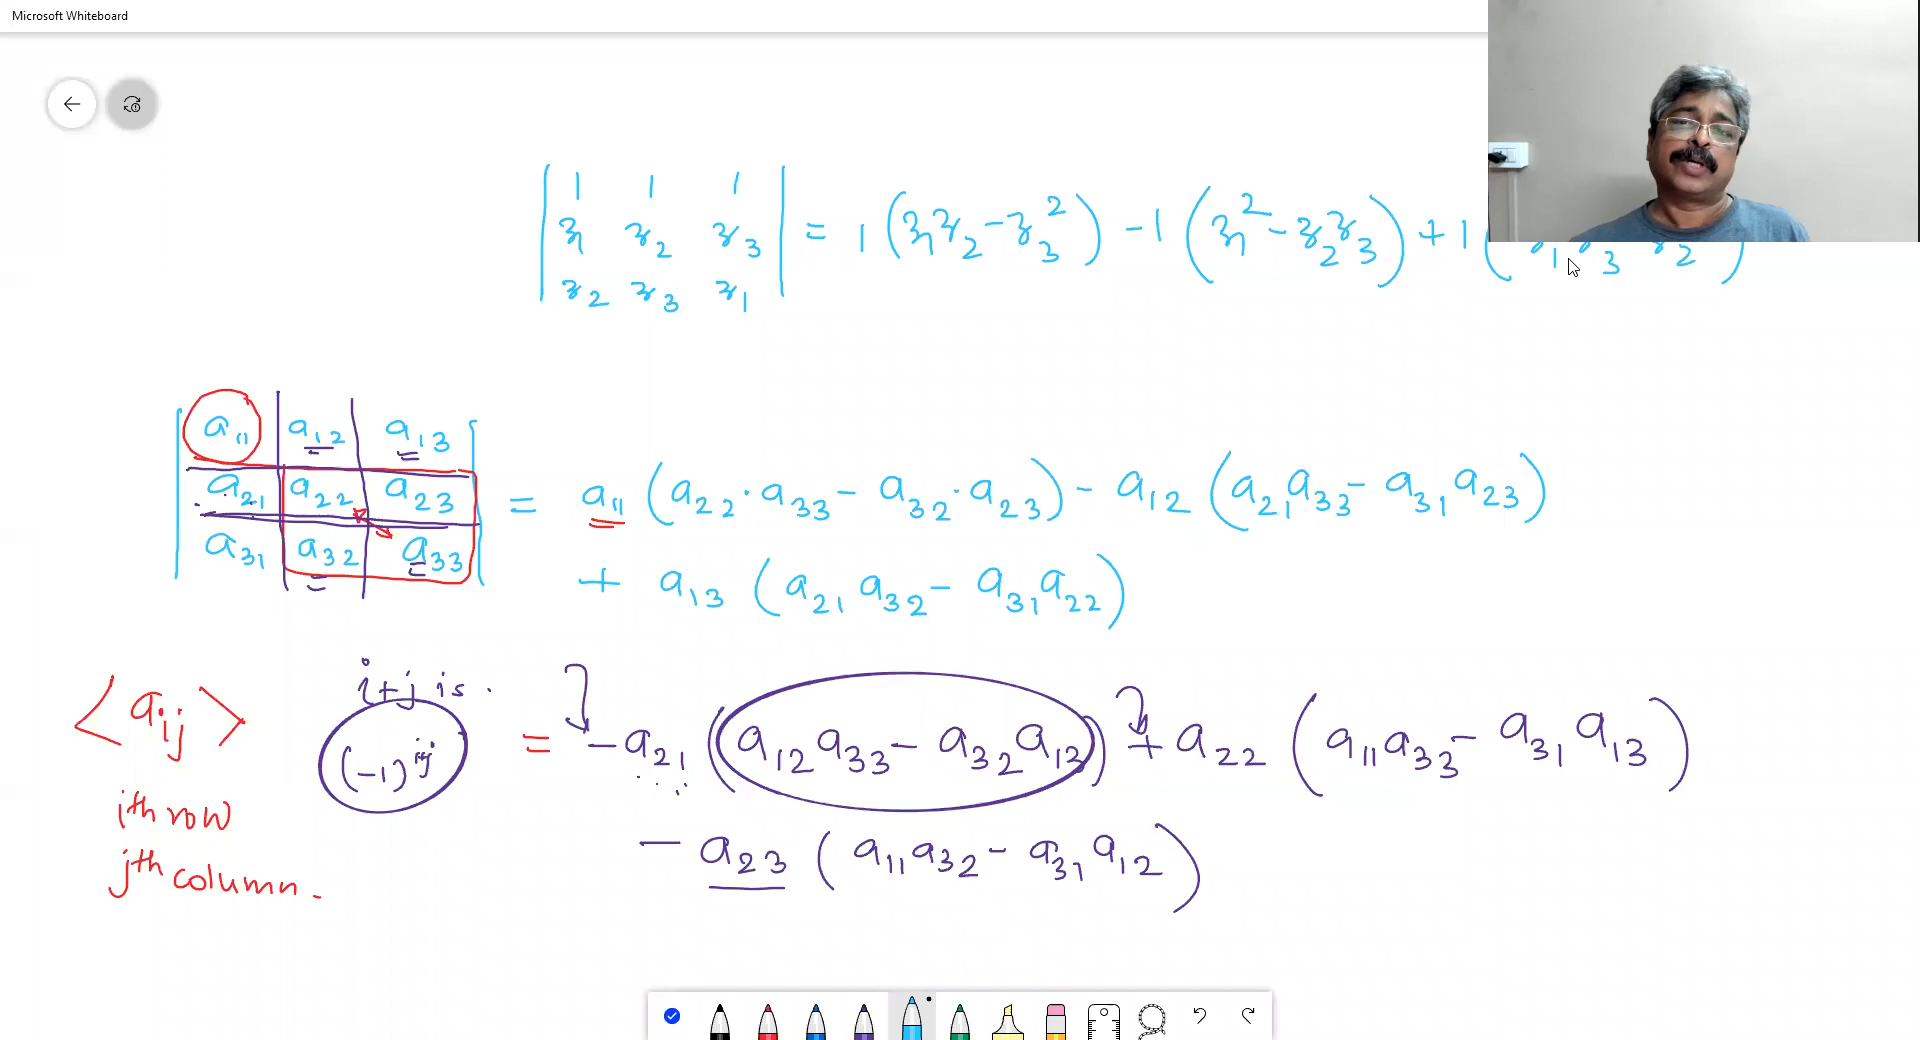 Microsoft Whiteboard
| 1 1 1 |
| z₁ z₂ z₃ | = 1 (z₁z₂ - z₃²) - 1 (z₁² - z₂z₃) + 1 (
| z₂ z₃ z₁ |
| a₁₁ a₁₂ a₁₃ |
| a₂₁ a₂₂ a₂₃ | = a₁₁ (a₂₂·a₃₃ - a₃₂·a₂₃) - a₁₂ (a₂₁a₃₃ - a₃₁a₂₃)
| a₃₁ a₃₂ a₃₃ |
+ a₁₃ (a₂₁a₃₂ - a₃₁a₂₂)
<aij>
i+j is.
(-1)^ij
= -a₂₁ (a₁₂a₃₃ - a₃₂a₁₃) + a₂₂ (a₁₁a₃₃ - a₃₁a₁₃)
ith row
- a₂₃ (a₁₁a₃₂ - a₃₁a₁₂)
jth column.